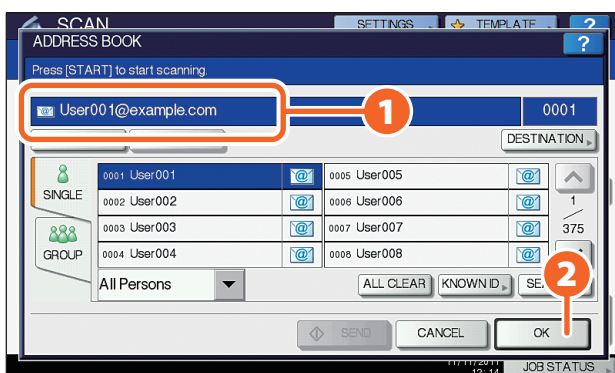 SCAN SETTINGS TEMPLATE ?
ADDRESS BOOK ?
Press [START] to start scanning.
User001@example.com 1 0001
DESTINATION
SINGLE
0001 User001 @ 0005 User005 @
0002 User002 @ 0006 User006 @
1
0003 User003 @ 0007 User007 @
375
GROUP
0004 User004 @ 0008 User008 @
All Persons ALL CLEAR KNOWN ID 2
SEND CANCEL OK
JOB STATUS